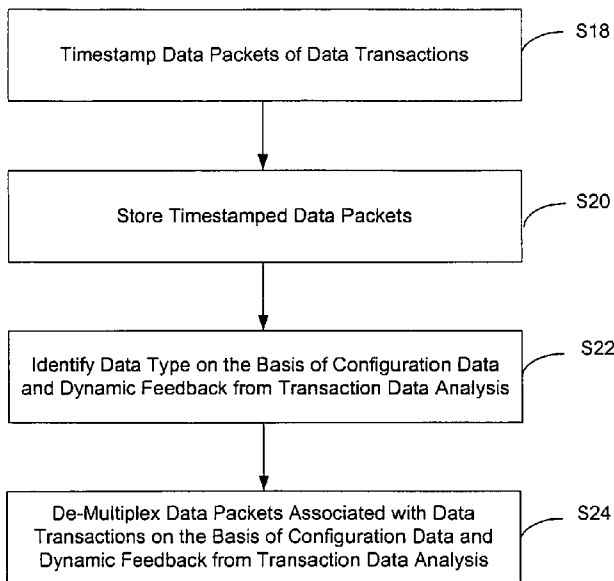 S18
Timestamp Data Packets of Data Transactions
S20
Store Timestamped Data Packets
S22
Identify Data Type on the Basis of Configuration Data
and Dynamic Feedback from Transaction Data Analysis
S24
De-Multiplex Data Packets Associated with Data
Transactions on the Basis of Configuration Data and
Dynamic Feedback from Transaction Data Analysis